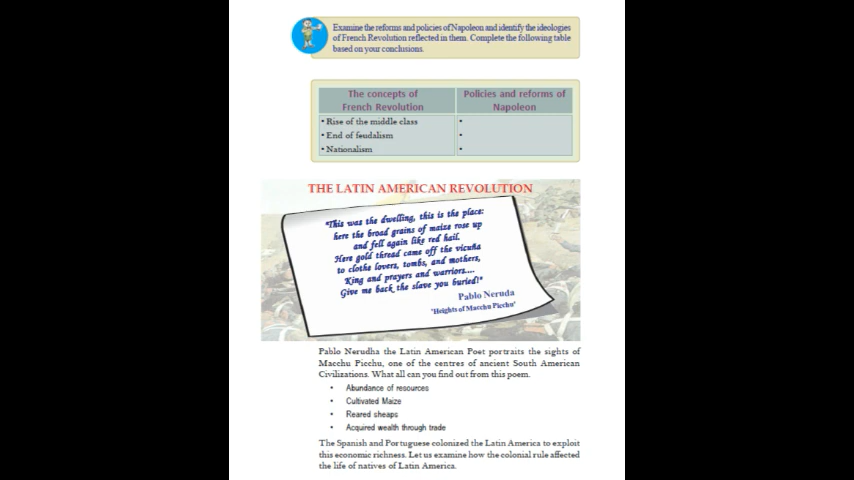 Examine the reforms and policies of Napoleon and identify the ideologies
of French Revolution reflected in them. Complete the following table
based on your conclusions.
The concepts of
French Revolution
Policies and reforms of
Napoleon
• Rise of the middle class
•
• End of feudalism
•
• Nationalism
•
THE LATIN AMERICAN REVOLUTION
"This was the dwelling, this is the place:
here the broad grains of maize rose up
and fell again like red hail.
Here gold thread came off the vicuña
to clothe lovers, tombs, and mothers,
King and prayers and warriors....
Give me back the slave you buried!"
Pablo Neruda
"Heights of Macchu Picchu"
Pablo Nerudha the Latin American Poet portraits the sights of
Macchu Picchu, one of the centres of ancient South American
Civilizations. What all can you find out from this poem.
• Abundance of resources
• Cultivated Maize
• Reared sheaps
• Acquired wealth through trade
The Spanish and Portuguese colonized the Latin America to exploit
this economic richness. Let us examine how the colonial rule affected
the life of natives of Latin America.